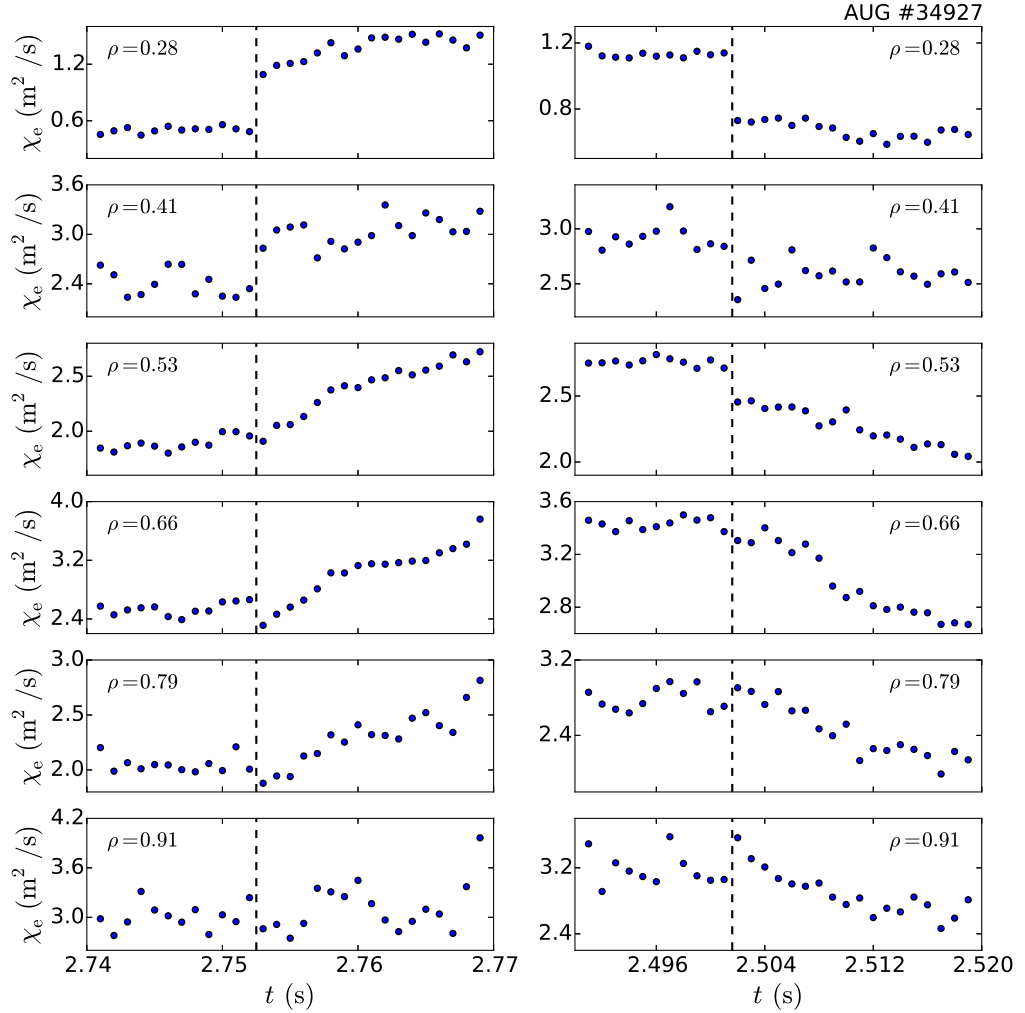 AUG #34927
χe (m² /s)
1.2
0.6
ρ=0.28
1.2
0.8
ρ=0.28
χe (m² /s)
3.6
3.0
2.4
ρ=0.41
3.0
2.5
ρ=0.41
χe (m² /s)
2.5
2.0
ρ=0.53
2.5
2.0
ρ=0.53
χe (m² /s)
4.0
3.2
2.4
ρ=0.66
3.6
3.2
2.8
ρ=0.66
χe (m² /s)
3.0
2.5
2.0
ρ=0.79
3.2
2.4
ρ=0.79
χe (m² /s)
4.2
3.6
3.0
ρ=0.91
3.2
2.4
ρ=0.91
2.74 2.75 2.76 2.77
2.496 2.504 2.512 2.520
t (s)
t (s)